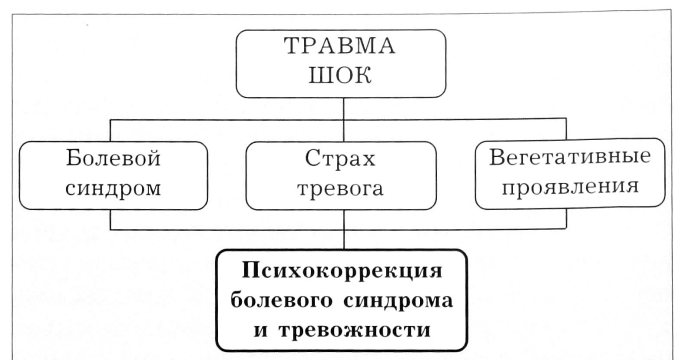 ТРАВМА
ШОК
Болевой
синдром
Страх
тревога
Вегетативные
проявления
Психокоррекция
болевого синдрома
и тревожности